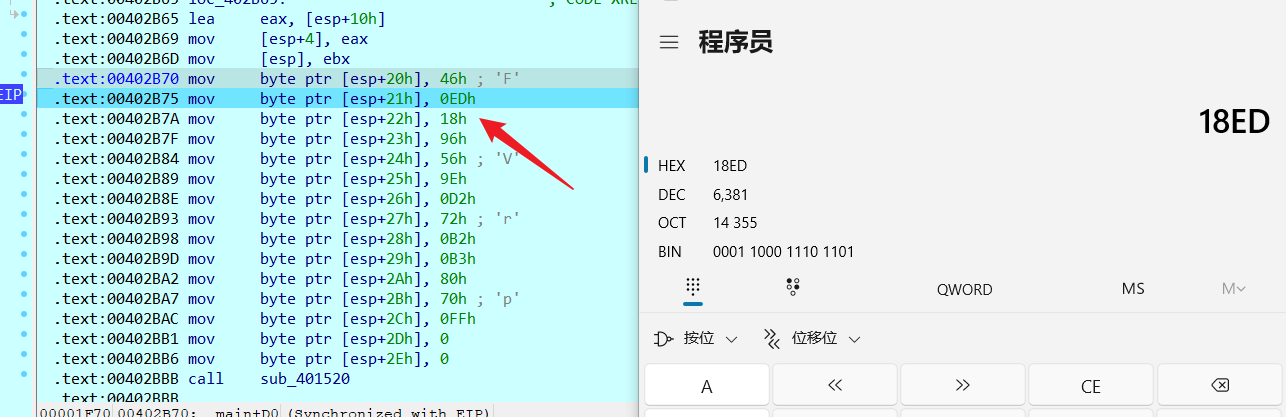 .text:00402B65 lea     eax, [esp+10h]
.text:00402B69 mov     [esp+4], eax
.text:00402B6D mov     [esp], ebx
.text:00402B70 mov     byte ptr [esp+20h], 46h ; 'F'
EIP
.text:00402B75 mov     byte ptr [esp+21h], 0EDh
.text:00402B7A mov     byte ptr [esp+22h], 18h
.text:00402B7F mov     byte ptr [esp+23h], 96h
.text:00402B84 mov     byte ptr [esp+24h], 56h ; 'V'
.text:00402B89 mov     byte ptr [esp+25h], 9Eh
.text:00402B8E mov     byte ptr [esp+26h], 0D2h
.text:00402B93 mov     byte ptr [esp+27h], 72h ; 'r'
.text:00402B98 mov     byte ptr [esp+28h], 0B2h
.text:00402B9D mov     byte ptr [esp+29h], 0B3h
.text:00402BA2 mov     byte ptr [esp+2Ah], 80h
.text:00402BA7 mov     byte ptr [esp+2Bh], 70h ; 'p'
.text:00402BAC mov     byte ptr [esp+2Ch], 0FFh
.text:00402BB1 mov     byte ptr [esp+2Dh], 0
.text:00402BB6 mov     byte ptr [esp+2Eh], 0
.text:00402BBB call    sub_401520
.text:00402BBB
00001F70 00402B70: main+D0 (Synchronized with EIP)
程序员
18ED
HEX 18ED
DEC 6,381
OCT 14 355
BIN 0001 1000 1110 1101
QWORD MS M
按位 位移位
A << >> CE